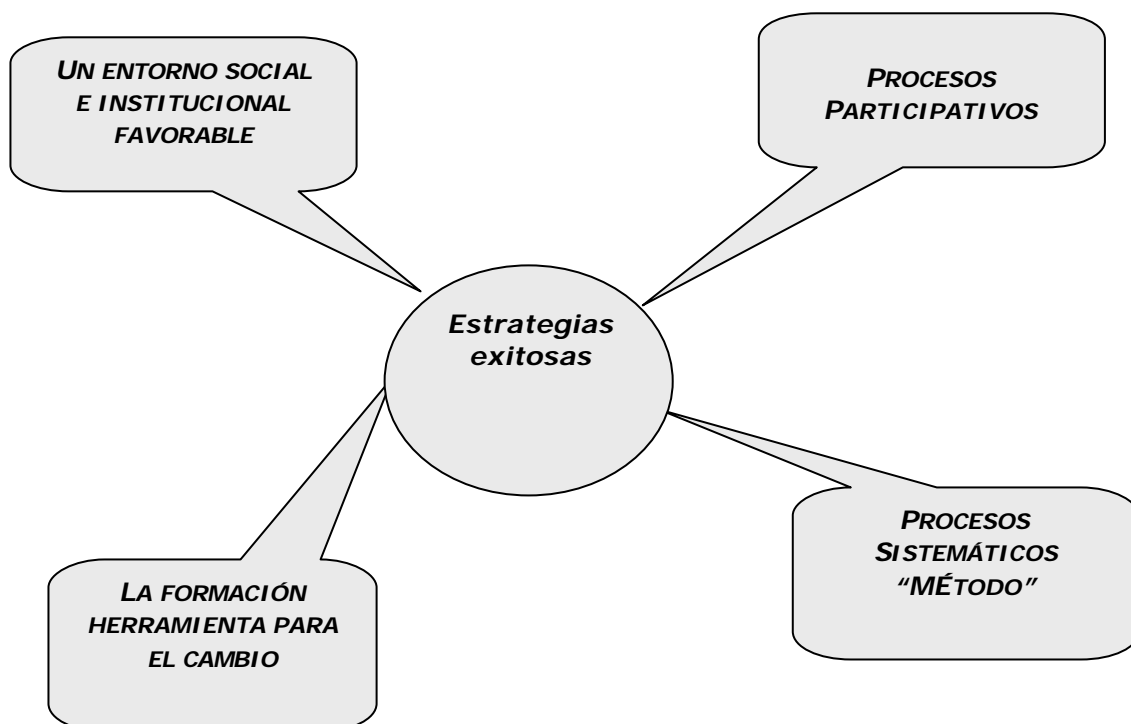 UN ENTORNO SOCIAL
E INSTITUCIONAL
FAVORABLE
PROCESOS
PARTICIPATIVOS
Estrategias
exitosas
PROCESOS
SISTEMÁTICOS
“MÉTODO”
LA FORMACIÓN
HERRAMIENTA PARA
EL CAMBIO